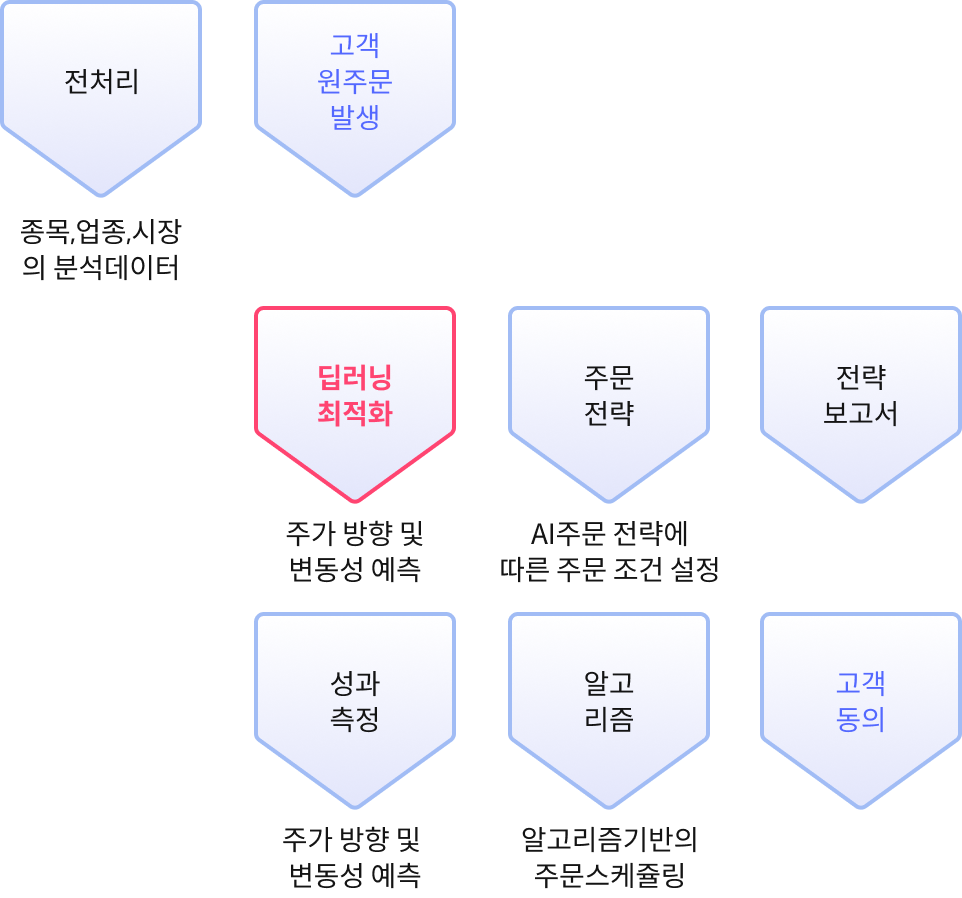 전처리
고객
원주문
발생
종목,업종,시장
의 분석데이터
딥러닝
최적화
주문
전략
전략
보고서
주가 방향 및
변동성 예측
AI주문 전략에
따른 주문 조건 설정
성과
측정
알고
리즘
고객
동의
주가 방향 및
변동성 예측
알고리즘기반의
주문스케쥴링